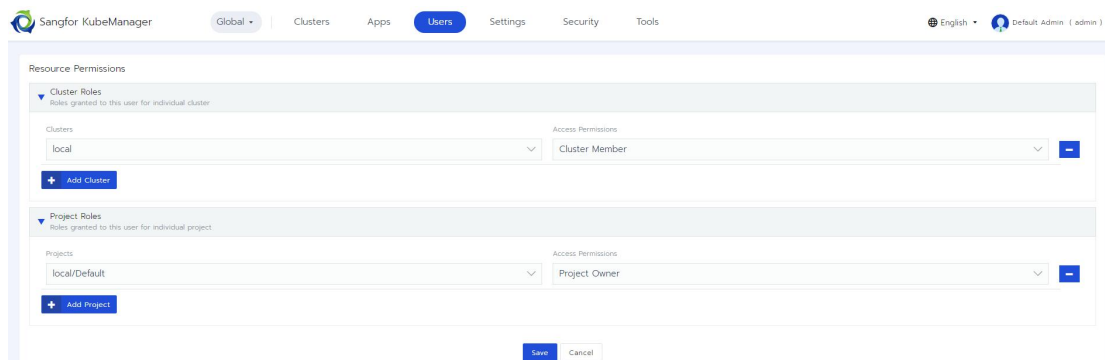 Sangfor KubeManager
Global
Clusters
Apps
Users
Settings
Security
Tools
English
Default Admin ( admin )
Resource Permissions
Cluster Roles
Roles granted to this user for individual cluster
Clusters
Access Permissions
local
Cluster Member
Add Cluster
Project Roles
Roles granted to this user for individual project
Projects
Access Permissions
local/Default
Project Owner
Add Project
Save
Cancel